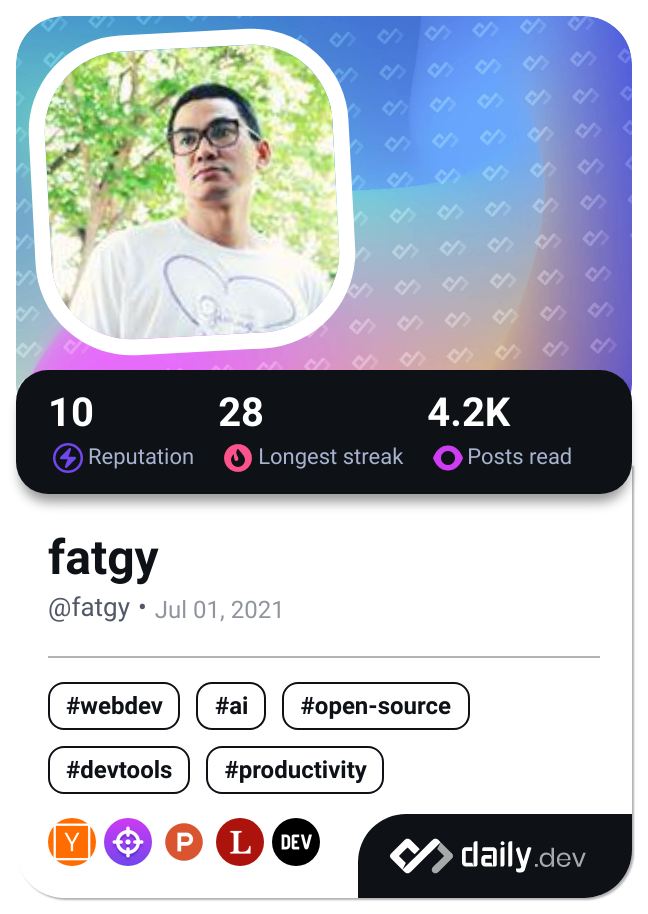 10 28 4.2K
Reputation Longest streak Posts read
fatgy
@fatgy • Jul 01, 2021
#webdev #ai #open-source
#devtools #productivity
Y P L DEV
daily.dev